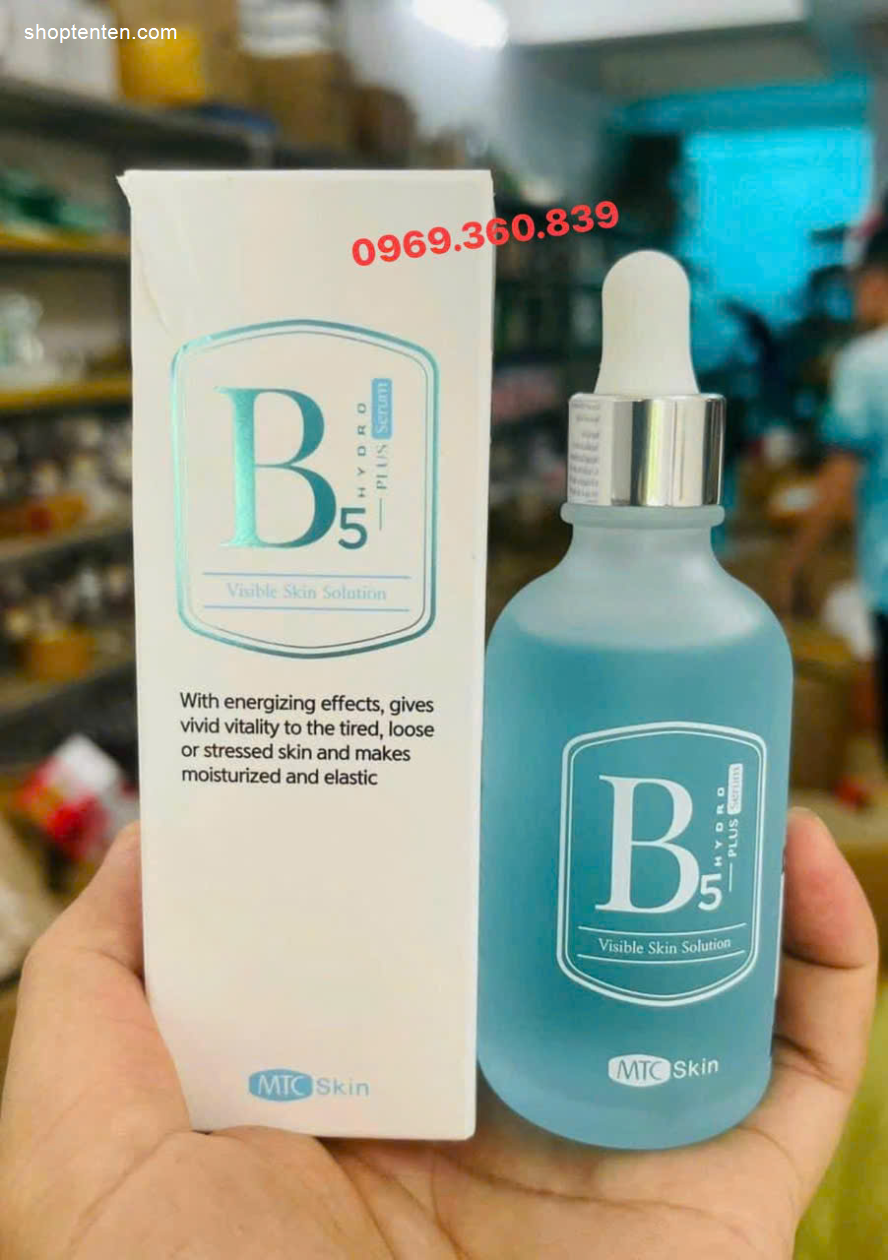 shoptenten.com
0969.360.839
B5
HYDRO
PLUS Serum
Visible Skin Solution
With energizing effects, gives
vivid vitality to the tired, loose
or stressed skin and makes
moisturized and elastic
MTC Skin
B5
HYDRO
PLUS Serum
Visible Skin Solution
MTC Skin